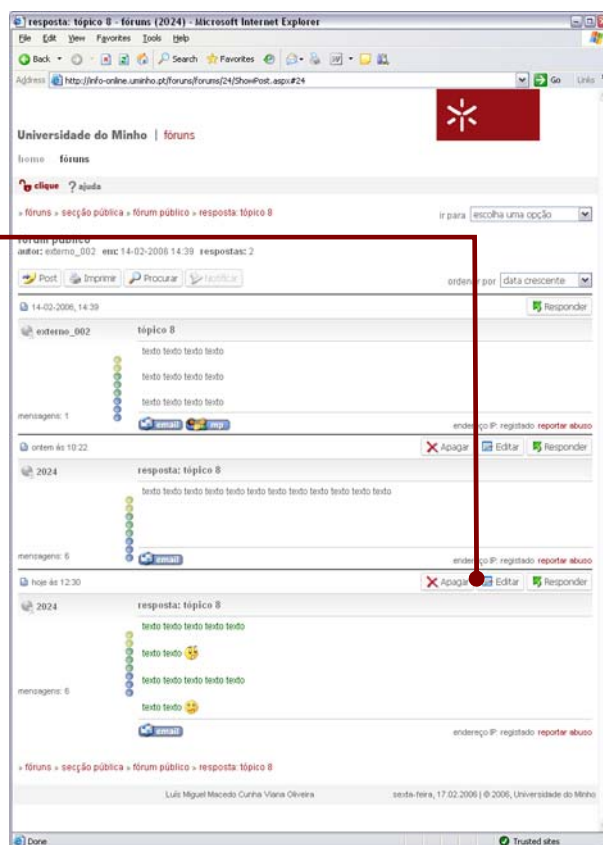 resposta: tópico 8 - fóruns (2024) - Microsoft Internet Explorer
File Edit View Favorites Tools Help
Back Search Favorites
Address http://info-online.uminho.pt/foruns/forums/24/ShowPost.aspx#24 Go Links
Universidade do Minho | fóruns
home fóruns
clique ? ajuda
» fóruns » secção pública » fórum público » resposta: tópico 8 ir para escolha uma opção
fórum público
autor: externo_002 em: 14-02-2006 14:39 respostas: 2
Post Imprimir Procurar Notificar ordenar por data crescente
14-02-2006, 14:39 Responder
externo_002 tópico 8
texto texto texto texto
texto texto texto texto
texto texto texto texto
mensagens: 1 email mp endereço IP: registado reportar abuso
ontem às 10:22 Apagar Editar Responder
2024 resposta: tópico 8
texto texto texto texto texto texto texto texto texto texto texto texto
mensagens: 6 email endereço IP: registado reportar abuso
hoje às 12:30 Apagar Editar Responder
2024 resposta: tópico 8
texto texto texto texto texto
texto texto
texto texto texto texto texto
mensagens: 6
texto texto
email endereço IP: registado reportar abuso
» fóruns » secção pública » fórum público » resposta: tópico 8
Luís Miguel Macedo Cunha Viana Oliveira sexta-feira, 17.02.2006 | © 2006, Universidade do Minho
Done Trusted sites